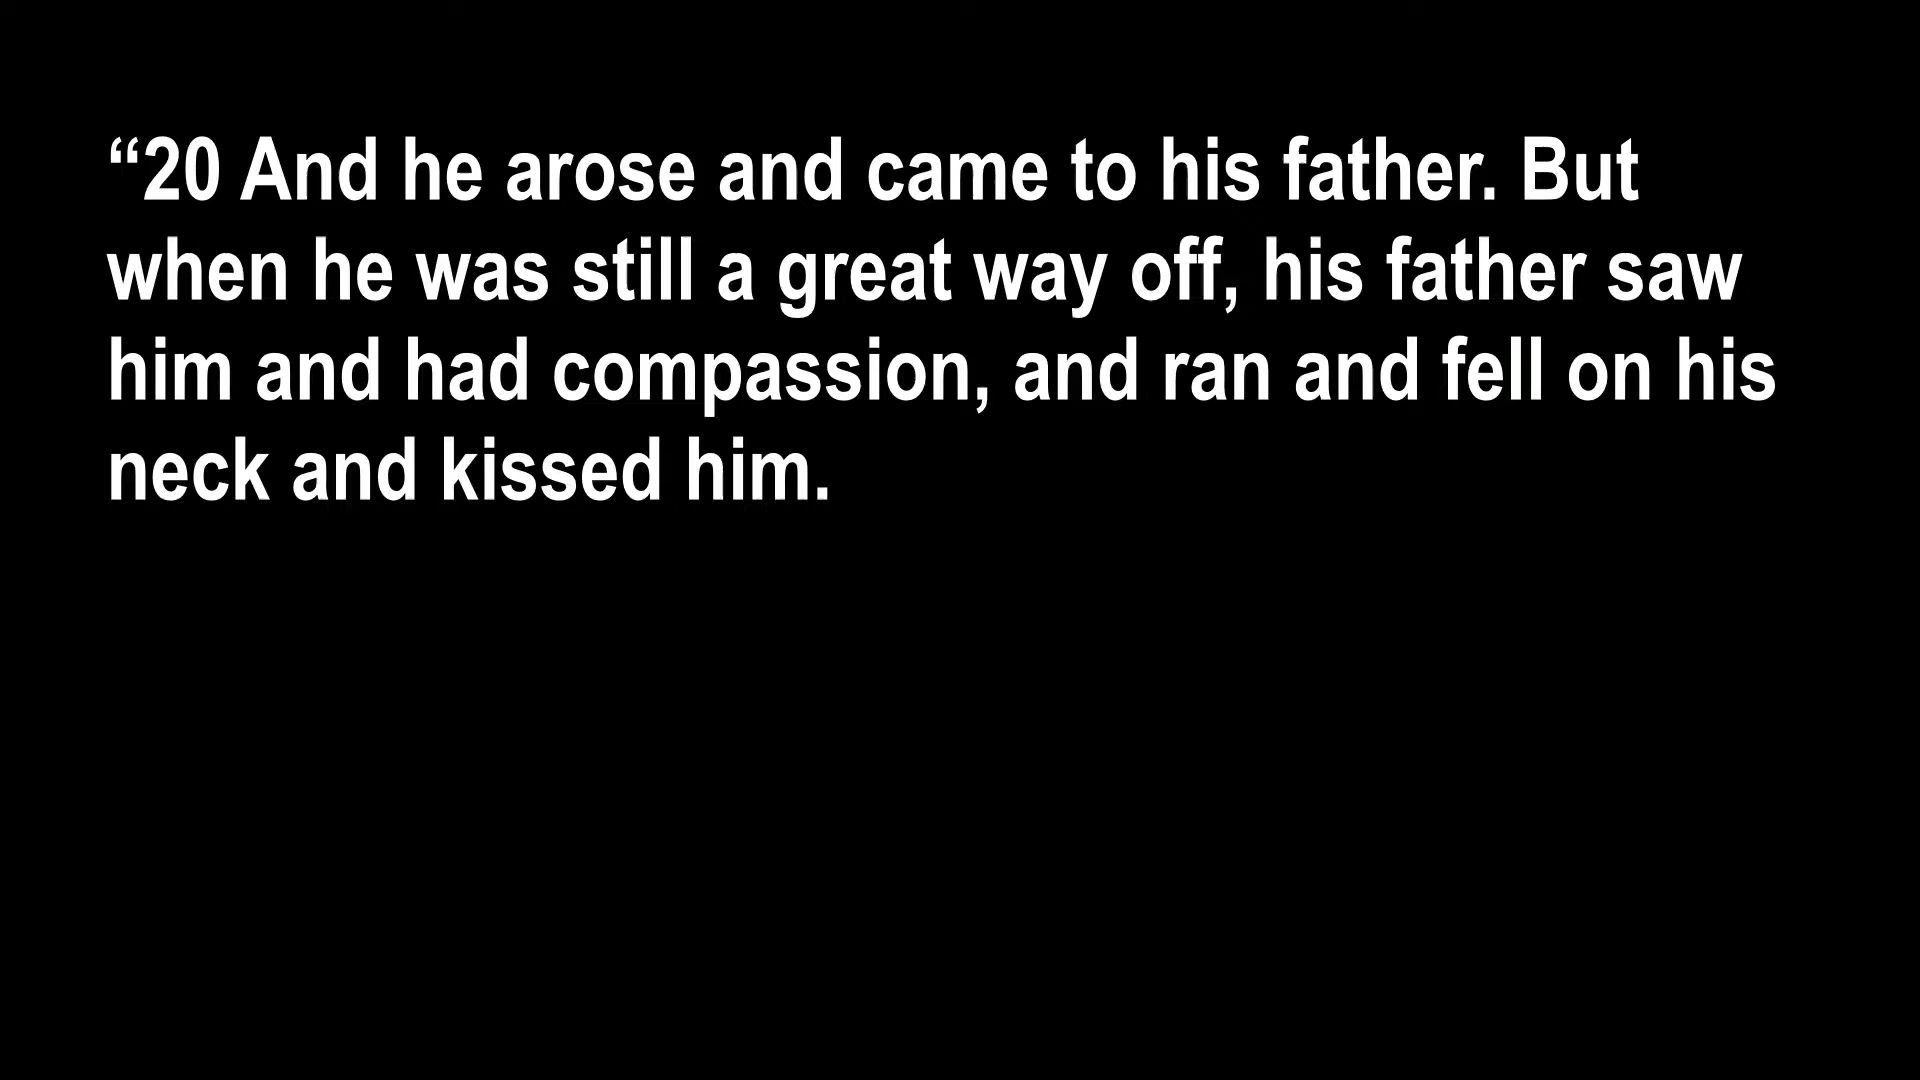 “20 And he arose and came to his father. But
when he was still a great way off, his father saw
him and had compassion, and ran and fell on his
neck and kissed him.